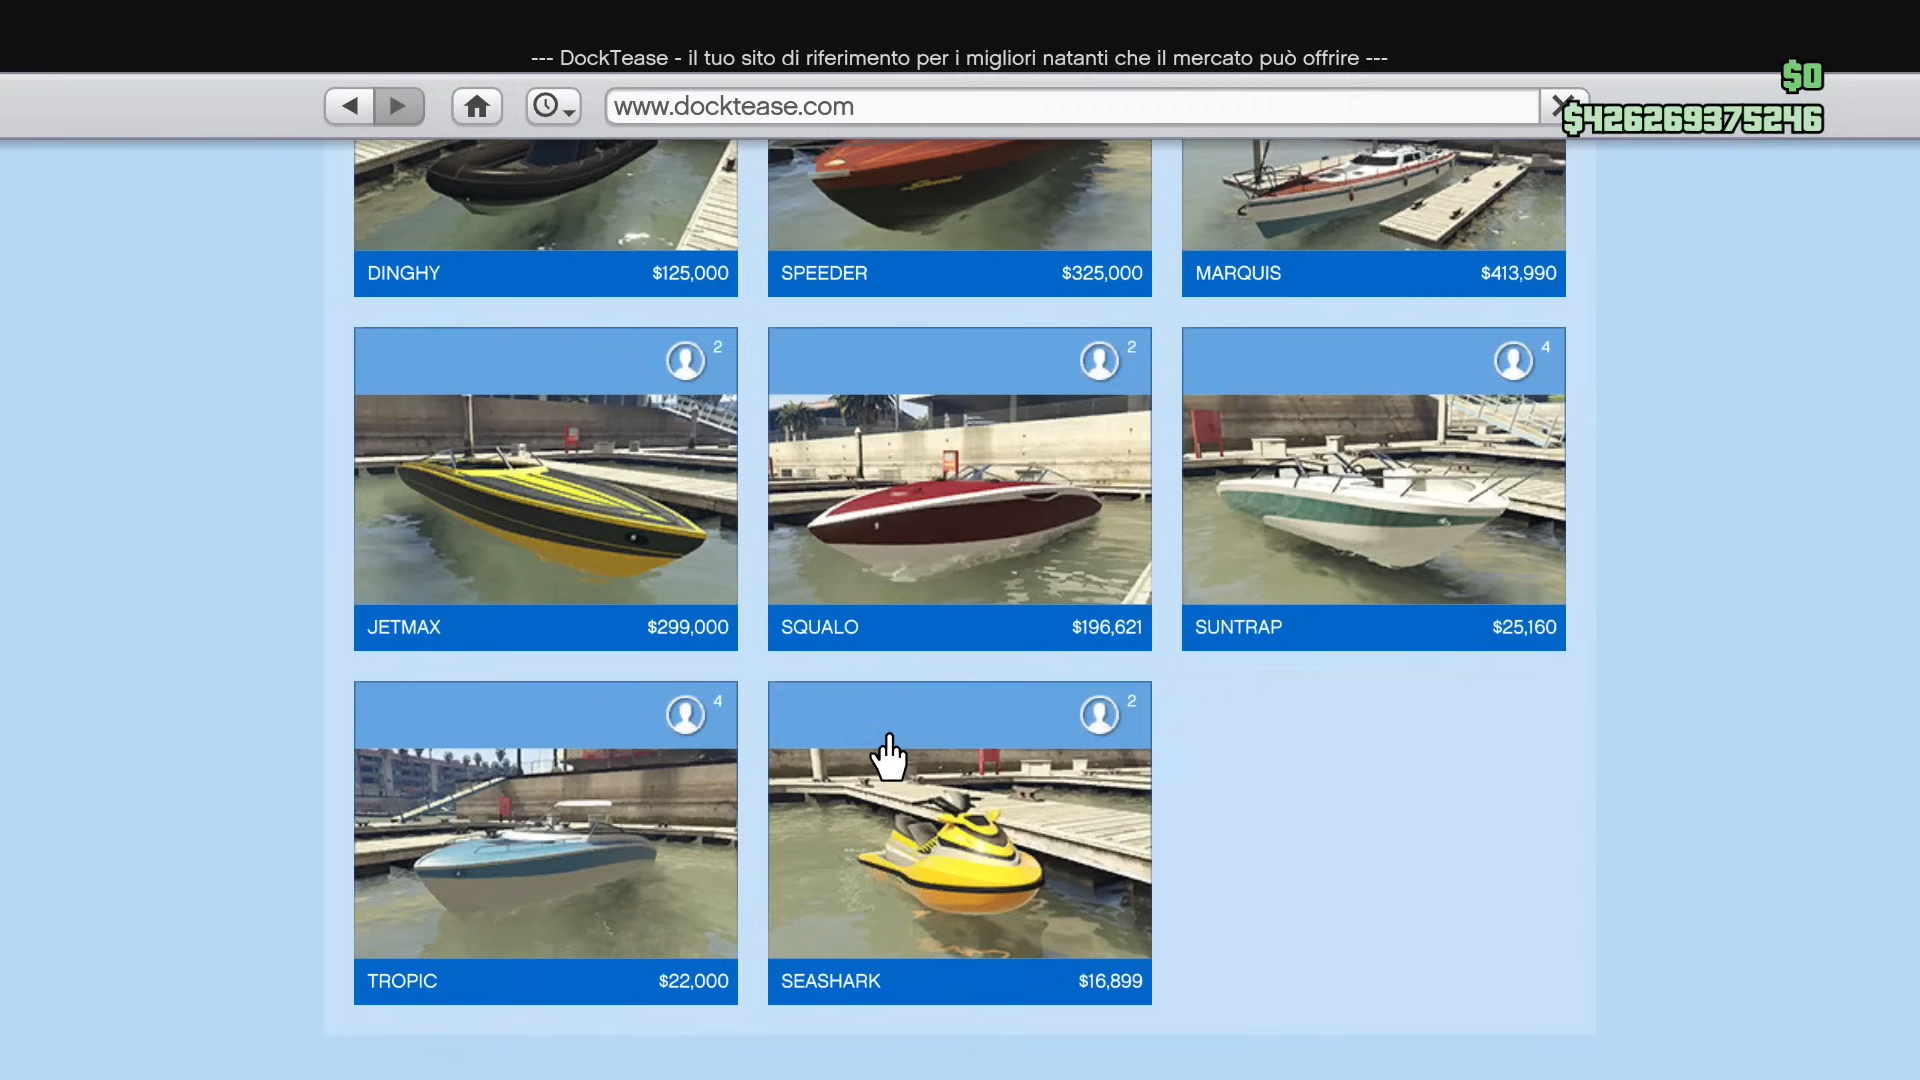 --- DockTease - il tuo sito di riferimento per i migliori natanti che il mercato può offrire ---
$0
www.docktease.com
$426269375246
DINGHY $125,000
SPEEDER $325,000
MARQUIS $413,990
2
2
4
JETMAX $299,000
SQUALO $196,621
SUNTRAP $25,160
4
2
TROPIC $22,000
SEASHARK $16,899